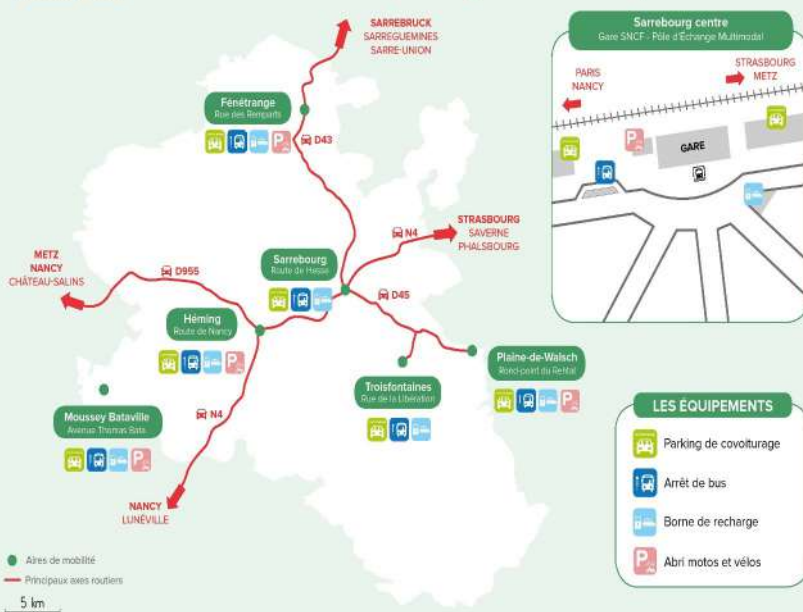 SARREBRUCK
SARREGUEMINES
SARRE-UNION
Fénétrange
Rue des Remparts
D43
STRASBOURG
SAVERNE
PHALSBOURG
N4
METZ
NANCY
CHÂTEAU-SALINS
D955
Sarrebourg
Route de Hesse
D45
Héming
Route de Nancy
Plaine-de-Walsch
Rond-point du Rehtal
Troisfontaines
Rue de la Libération
Moussey Bataville
Avenue Thomas Bata
N4
NANCY
LUNÉVILLE
Aires de mobilité
Principaux axes routiers
5 km
Sarrebourg centre
Gare SNCF - Pôle d'Échange Multimodal
PARIS
NANCY
STRASBOURG
METZ
GARE
LES ÉQUIPEMENTS
Parking de covoiturage
Arrêt de bus
Borne de recharge
P
Abri motos et vélos